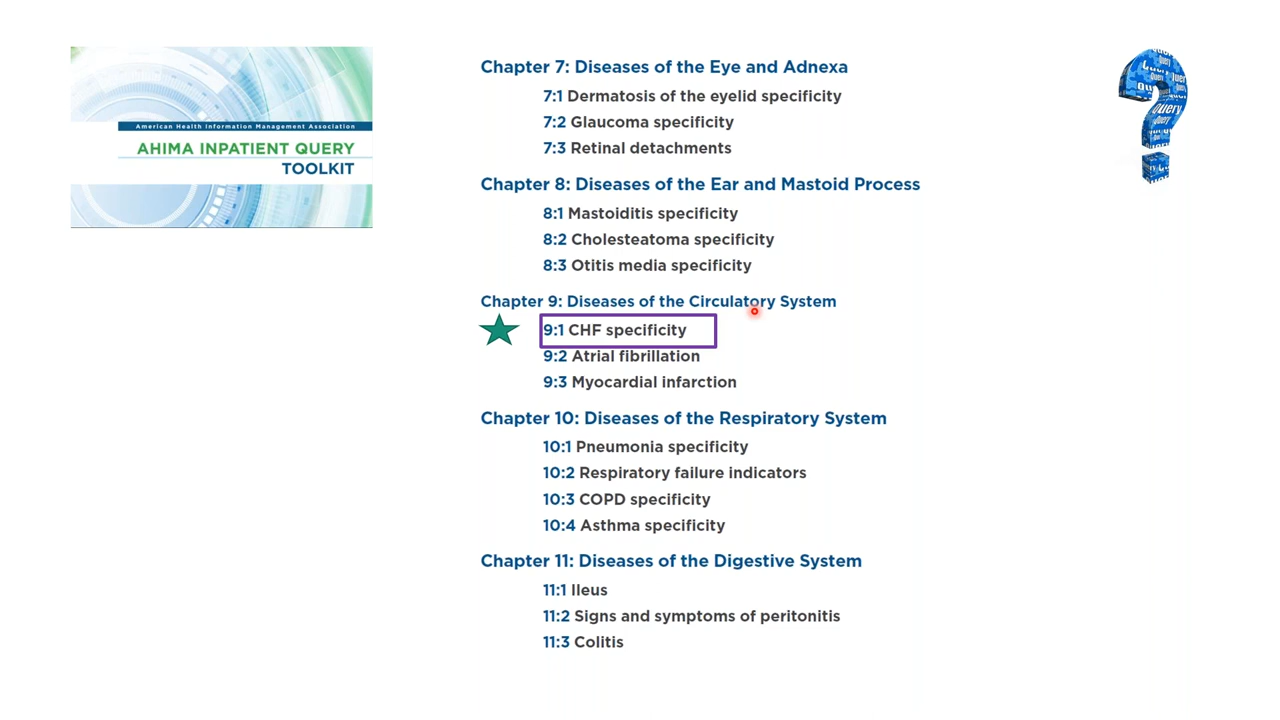 American Health Information Management Association
AHIMA INPATIENT QUERY
TOOLKIT
Chapter 7: Diseases of the Eye and Adnexa
7:1 Dermatosis of the eyelid specificity
7:2 Glaucoma specificity
7:3 Retinal detachments
Chapter 8: Diseases of the Ear and Mastoid Process
8:1 Mastoiditis specificity
8:2 Cholesteatoma specificity
8:3 Otitis media specificity
Chapter 9: Diseases of the Circulatory System
9:1 CHF specificity
9:2 Atrial fibrillation
9:3 Myocardial infarction
Chapter 10: Diseases of the Respiratory System
10:1 Pneumonia specificity
10:2 Respiratory failure indicators
10:3 COPD specificity
10:4 Asthma specificity
Chapter 11: Diseases of the Digestive System
11:1 Ileus
11:2 Signs and symptoms of peritonitis
11:3 Colitis
Query
Query